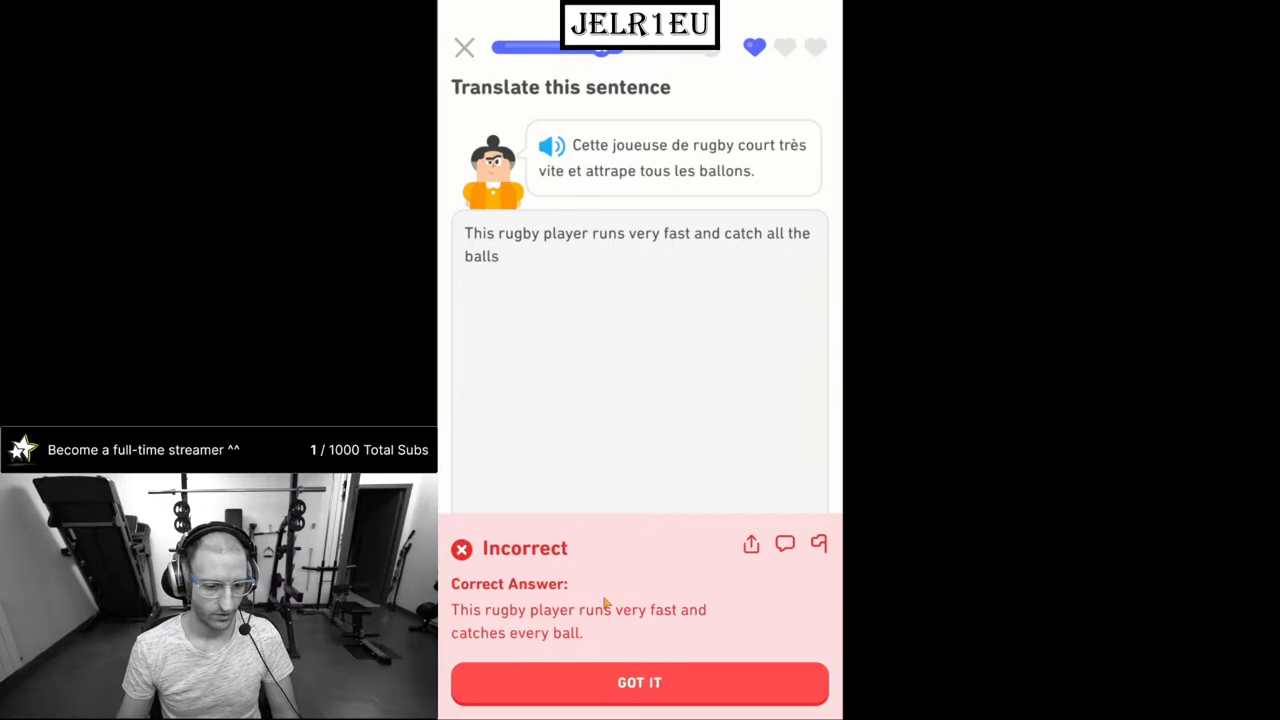 JELR1EU
Translate this sentence
Cette joueuse de rugby court très
vite et attrape tous les ballons.
This rugby player runs very fast and catch all the
balls
Become a full-time streamer ^^ 1 / 1000 Total Subs
Incorrect
Correct Answer:
This rugby player runs very fast and
catches every ball.
GOT IT